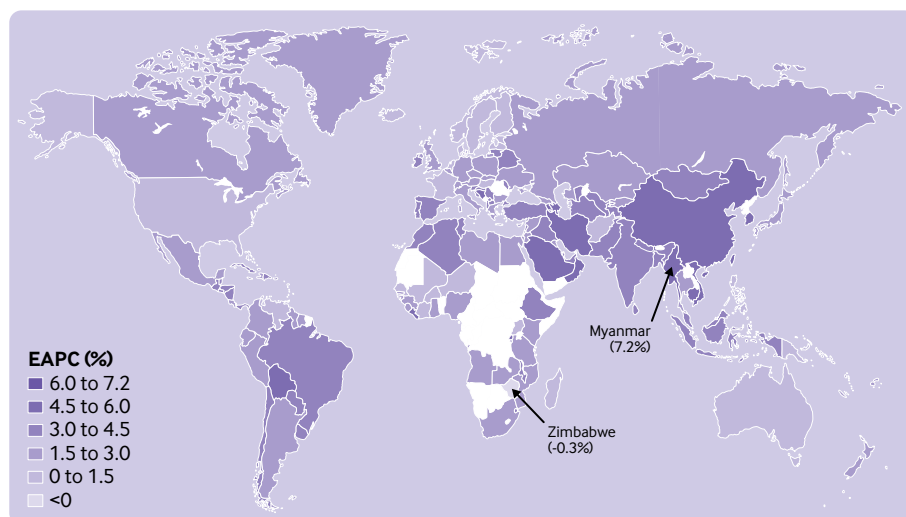 Myanmar
(7.2%)
Zimbabwe
(-0.3%)
EAPC (%)
6.0 to 7.2
4.5 to 6.0
3.0 to 4.5
1.5 to 3.0
0 to 1.5
<0